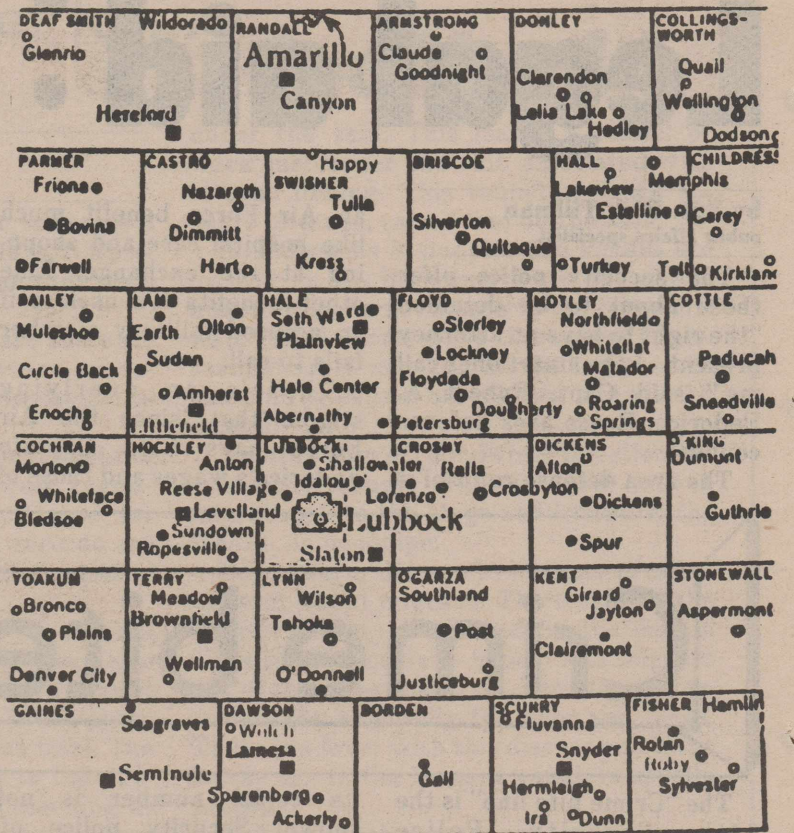 DEAF SMITH
Wildorado
Glenrio
Hereford
RANDALL
Amarillo
Canyon
ARMSTRONG
Claude
Goodnight
DONLEY
Clarendon
Lelia Lake
Hedley
COLLINGS-
WORTH
Quail
Wellington
Dodson
PARMER
Friona
Bovina
Farwell
CASTRO
Nazareth
Dimmitt
Hart
Happy
SWISHER
Tulia
Kress
BRISCOE
Silverton
Quitaque
HALL
Lakeview
Memphis
Estelline
Turkey
CHILDRESS
Carey
Tell
Kirkland
BAILEY
Muleshoe
Circle Back
Enochs
LAMB
Earth
Olton
Sudan
Amherst
Littlefield
HALE
Seth Ward
Plainview
Hale Center
Abernathy
Petersburg
FLOYD
Sterley
Lockney
Floydada
Dougherty
MOTLEY
Northfield
Whiteflat
Matador
Roaring
Springs
COTTLE
Paducah
Sneedville
COCHRAN
Morton
Whiteface
Bledsoe
HOCKLEY
Anton
Reese Village
Levelland
Sundown
Ropesville
LUBBOCK
Shallowater
Idalou
Lubbock
Slaton
CROSBY
Ralls
Lorenzo
Crosbyton
DICKENS
Afton
Dickens
Spur
KING
Dumont
Guthrie
YOAKUM
Bronco
Plains
Denver City
TERRY
Meadow
Brownfield
Wellman
LYNN
Wilson
Tahoka
O'Donnell
GARZA
Southland
Post
Justiceburg
KENT
Girard
Jayton
Clairemont
STONEWALL
Aspermont
GAINES
Seagraves
Seminole
DAWSON
Welch
Lamesa
Sparenberg
Ackerly
BORDEN
Gail
SCURRY
Fluvanna
Snyder
Hermleigh
Ira
Dunn
FISHER
Hamlin
Rotan
Roby
Sylvester